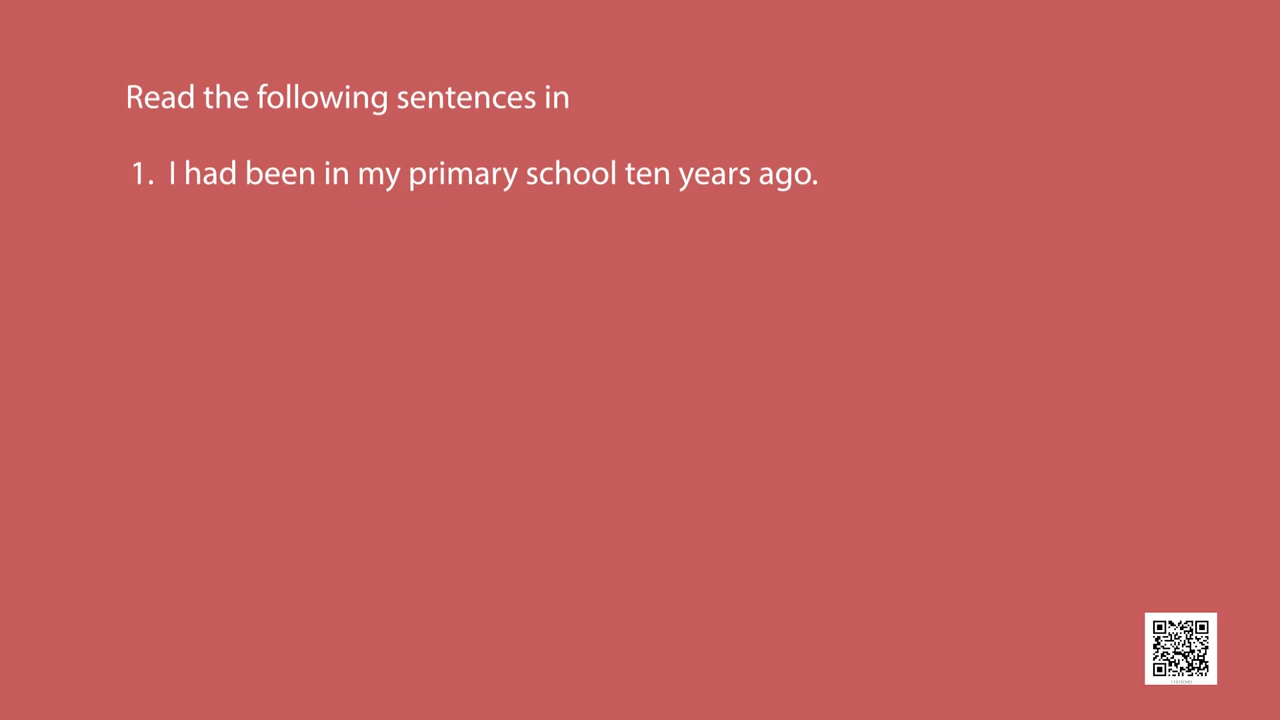 Read the following sentences in
1. I had been in my primary school ten years ago.